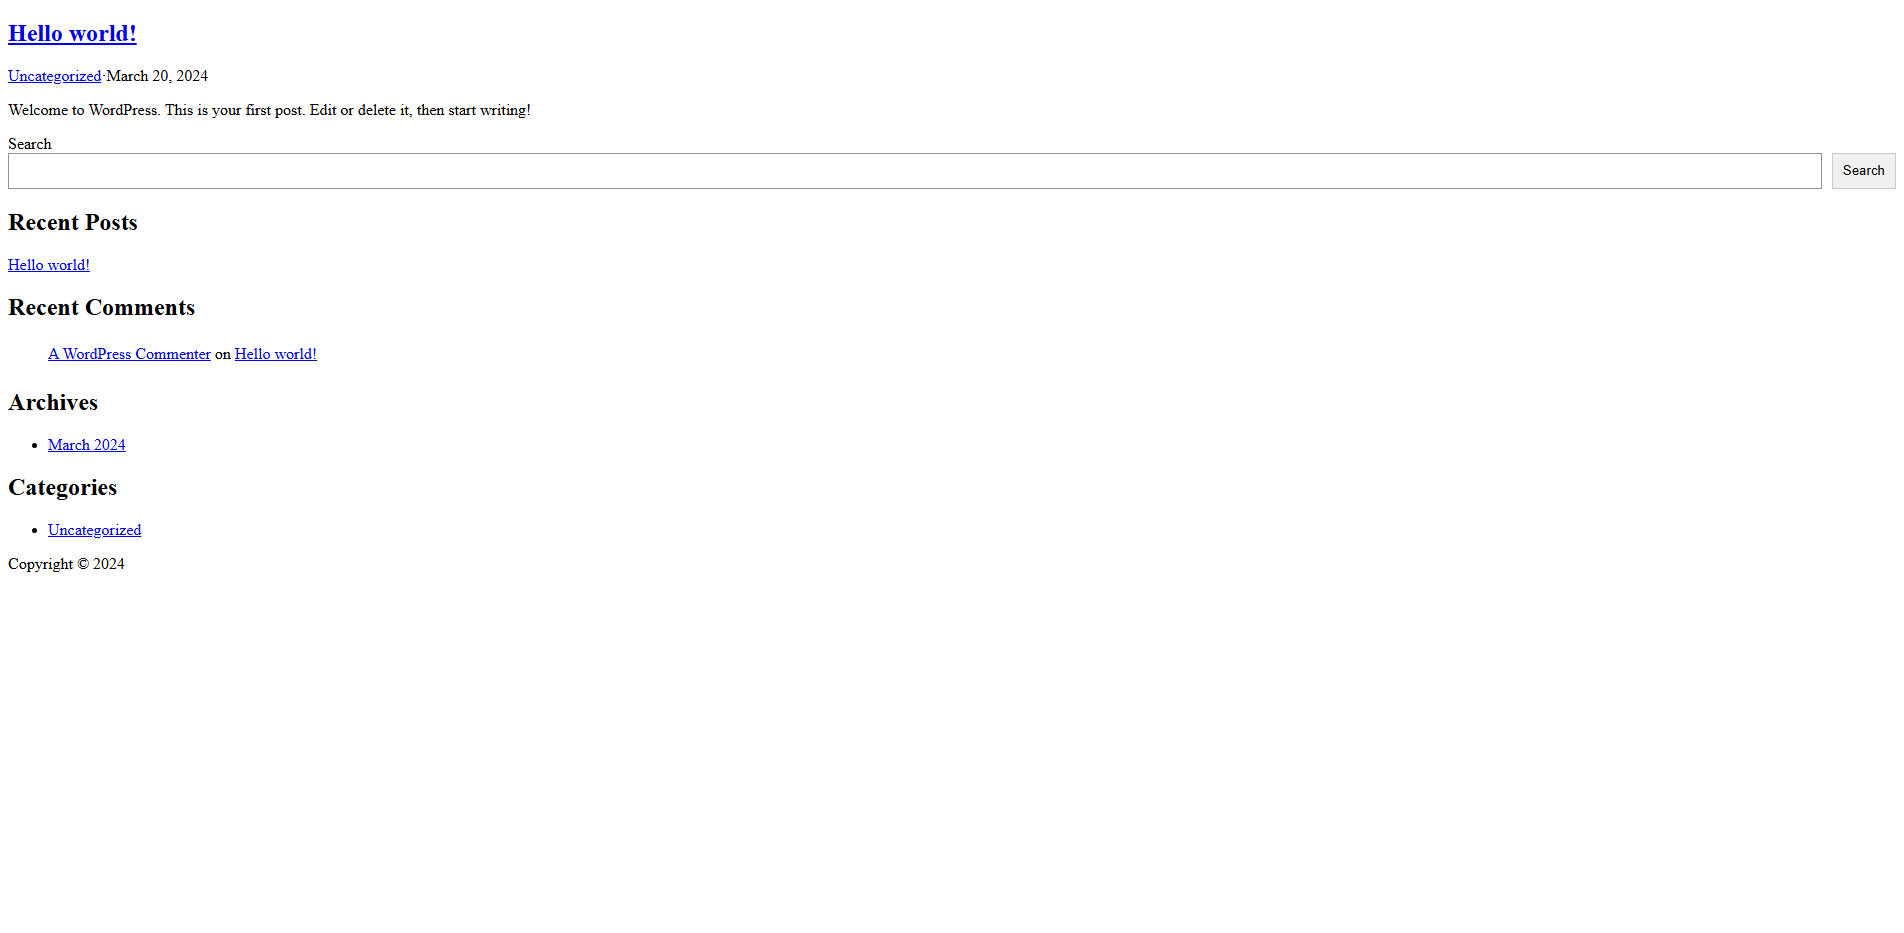 Hello world!
Uncategorized·March 20, 2024
Welcome to WordPress. This is your first post. Edit or delete it, then start writing!
Search
Search
Recent Posts
Hello world!
Recent Comments
A WordPress Commenter on Hello world!
Archives
March 2024
Categories
Uncategorized
Copyright © 2024